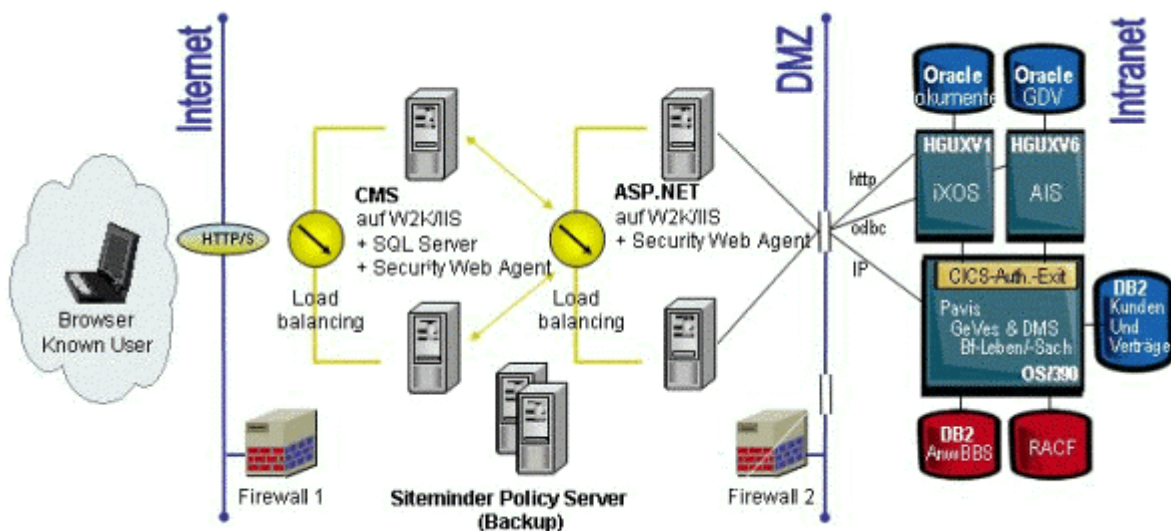 Internet
DMZ
Intranet
Browser
Known User
HTTP/S
Load
balancing
CMS
auf W2K/IIS
+ SQL Server
+ Security Web Agent
Load
balancing
ASP.NET
auf W2K/IIS
+ Security Web Agent
Firewall 1
Siteminder Policy Server
(Backup)
Firewall 2
http
odbc
IP
Oracle
Dokumente
Oracle
GDV
HGUXV1
iXOS
HGUXV6
AIS
CICS-Auth.-Exit
Pavis
GeVes & DMS
Bf-Leben/-Sach
OS/390
DB2
Kunden
Und
Verträge
DB2
AnwBBS
RACF